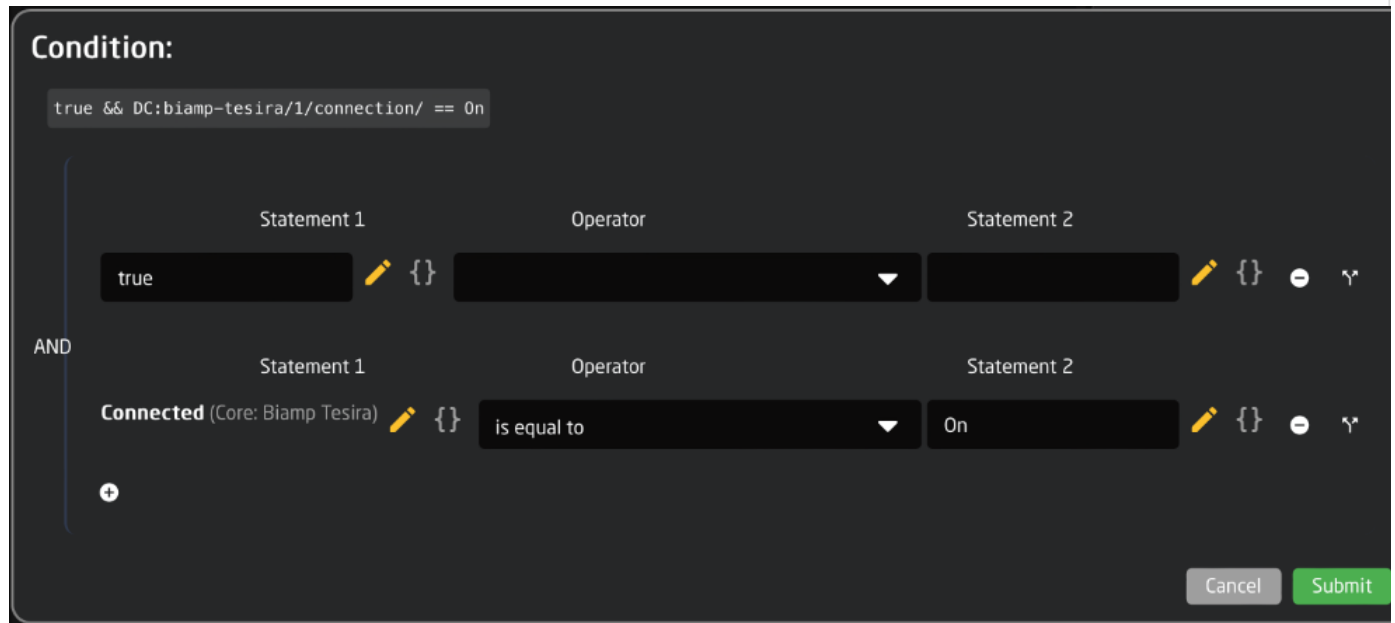 Condition:
true && DC:biamp-tesira/1/connection/ == On
Statement 1 Operator Statement 2
true {} {}
AND
Statement 1 Operator Statement 2
Connected (Core: Biamp Tesira) {} is equal to On {}
Cancel Submit